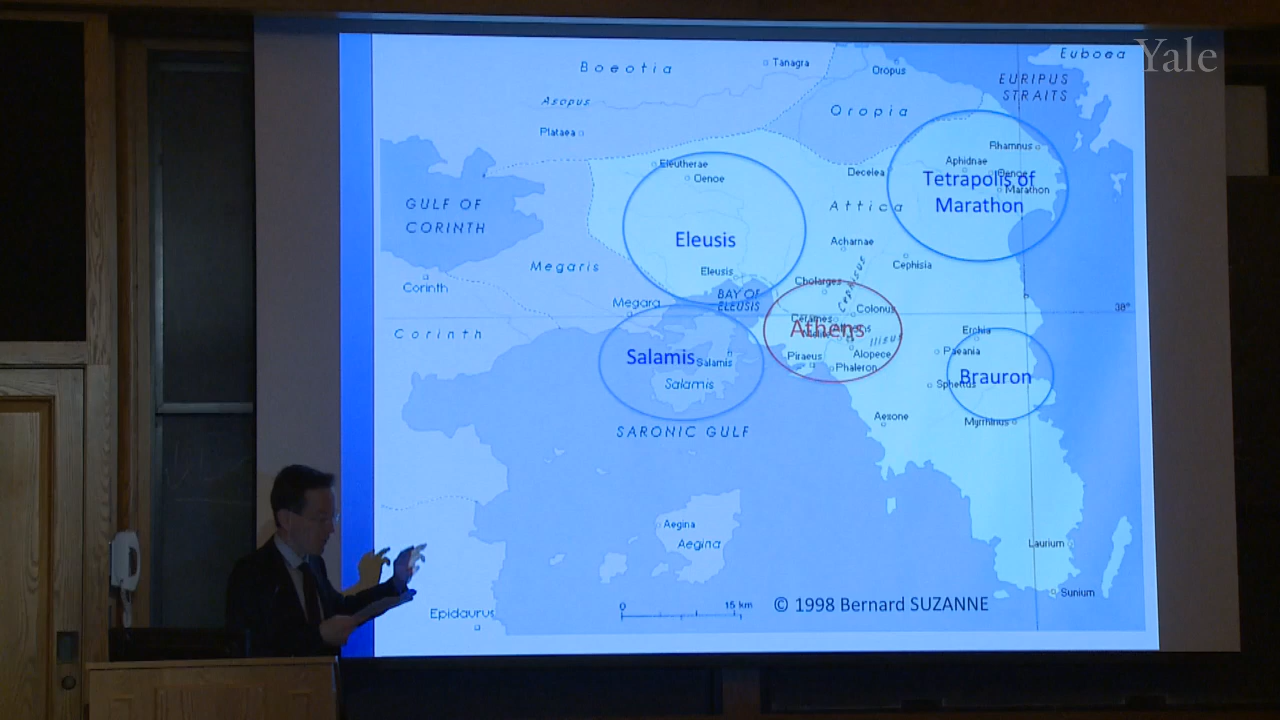 Yale
Euboea
EURIPUS
STRAITS
Boeotia
Tanagra
Oropus
Asopus
Oropia
Plataea
Rhamnus
Aphidnae
Eleutherae
Oenoe
Decelea
Oenoe
Tetrapolis of
Marathon
Marathon
GULF OF
CORINTH
Attica
Eleusis
Acharnae
Megaris
Eleusis
Cephisia
Corinth
Cholarges
Cephisus
BAY OF
ELEUSIS
Megara
Colonus
38°
Corinth
Athens
Ilisus
Erchia
Salamis
Salamis
Piraeus
Alopece
Paeania
Phaleron
Brauron
Salamis
Sphettus
Aexone
Myrrhinus
SARONIC GULF
Aegina
Aegina
Laurium
Sunium
0
15 km
© 1998 Bernard SUZANNE
Epidaurus